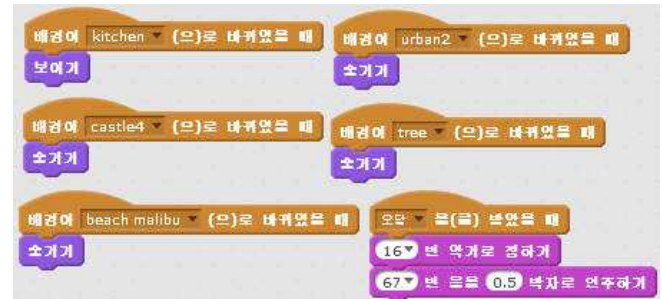 배경이 kitchen (으)로 바뀌었을 때
보이기
배경이 urban2 (으)로 바뀌었을 때
숨기기
배경이 castle4 (으)로 바뀌었을 때
숨기기
배경이 tree (으)로 바뀌었을 때
숨기기
배경이 beach malibu (으)로 바뀌었을 때
숨기기
오답 을(를) 받았을 때
16 번 악기로 정하기
67 번 음을 0.5 박자로 연주하기